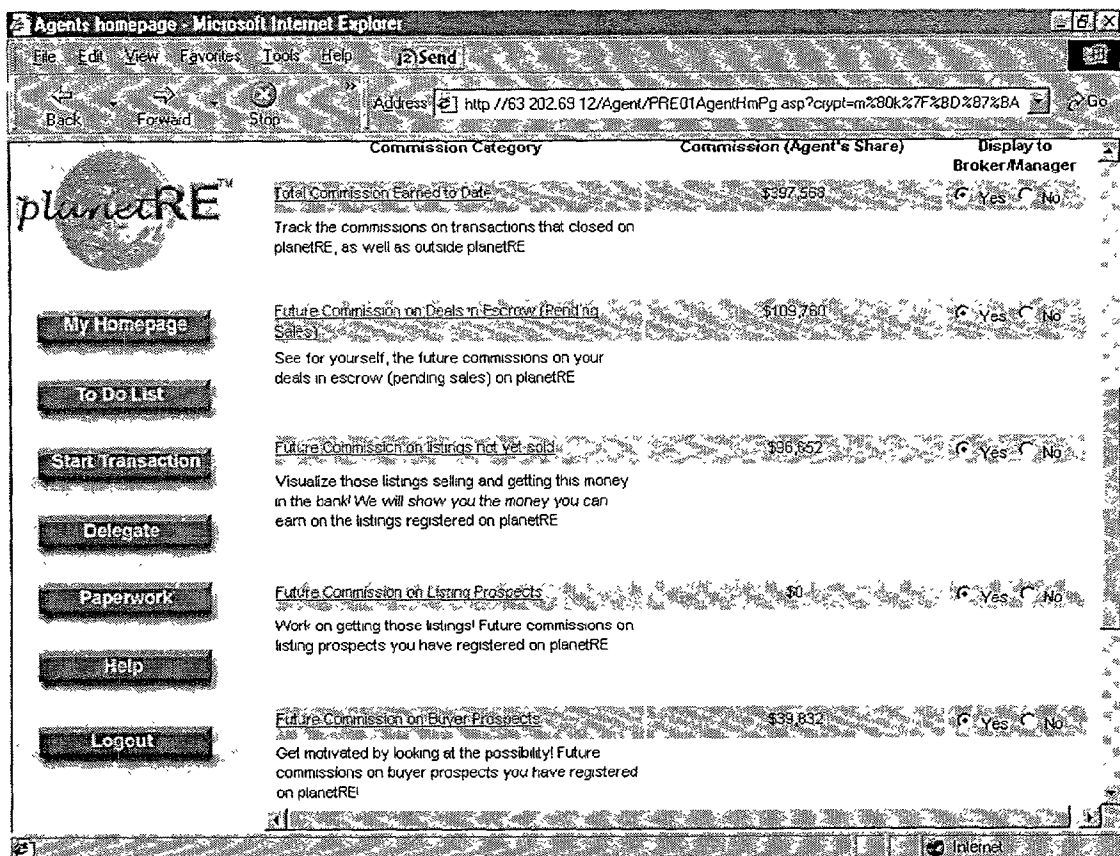 Agents homepage - Microsoft Internet Explorer
File Edit View Favorites Tools Help j2)Send
Back Forward Stop » Address http //63 202.69 12/Agent/PRE01AgentHmPg asp?crypt=m%80k%7F%8D%87%8A Go
Commission Category Commission (Agent's Share) Display to
Broker/Manager
planetRE™
Total Commission Earned to Date $397,568 Yes No
Track the commissions on transactions that closed on
planetRE, as well as outside planetRE
My Homepage
Future Commission on Deals in Escrow (Pending
Sales) $109,760 Yes No
See for yourself, the future commissions on your
deals in escrow (pending sales) on planetRE
To Do List
Start Transaction
Future Commission on listings not yet sold $96,652 Yes No
Visualize those listings selling and getting this money
in the bank! We will show you the money you can
earn on the listings registered on planetRE
Delegate
Paperwork
Future Commission on Listing Prospects $0 Yes No
Work on getting those listings! Future commissions on
listing prospects you have registered on planetRE
Help
Future Commission on Buyer Prospects $39,832 Yes No
Logout
Get motivated by looking at the possibility! Future
commissions on buyer prospects you have registered
on planetRE!
Internet